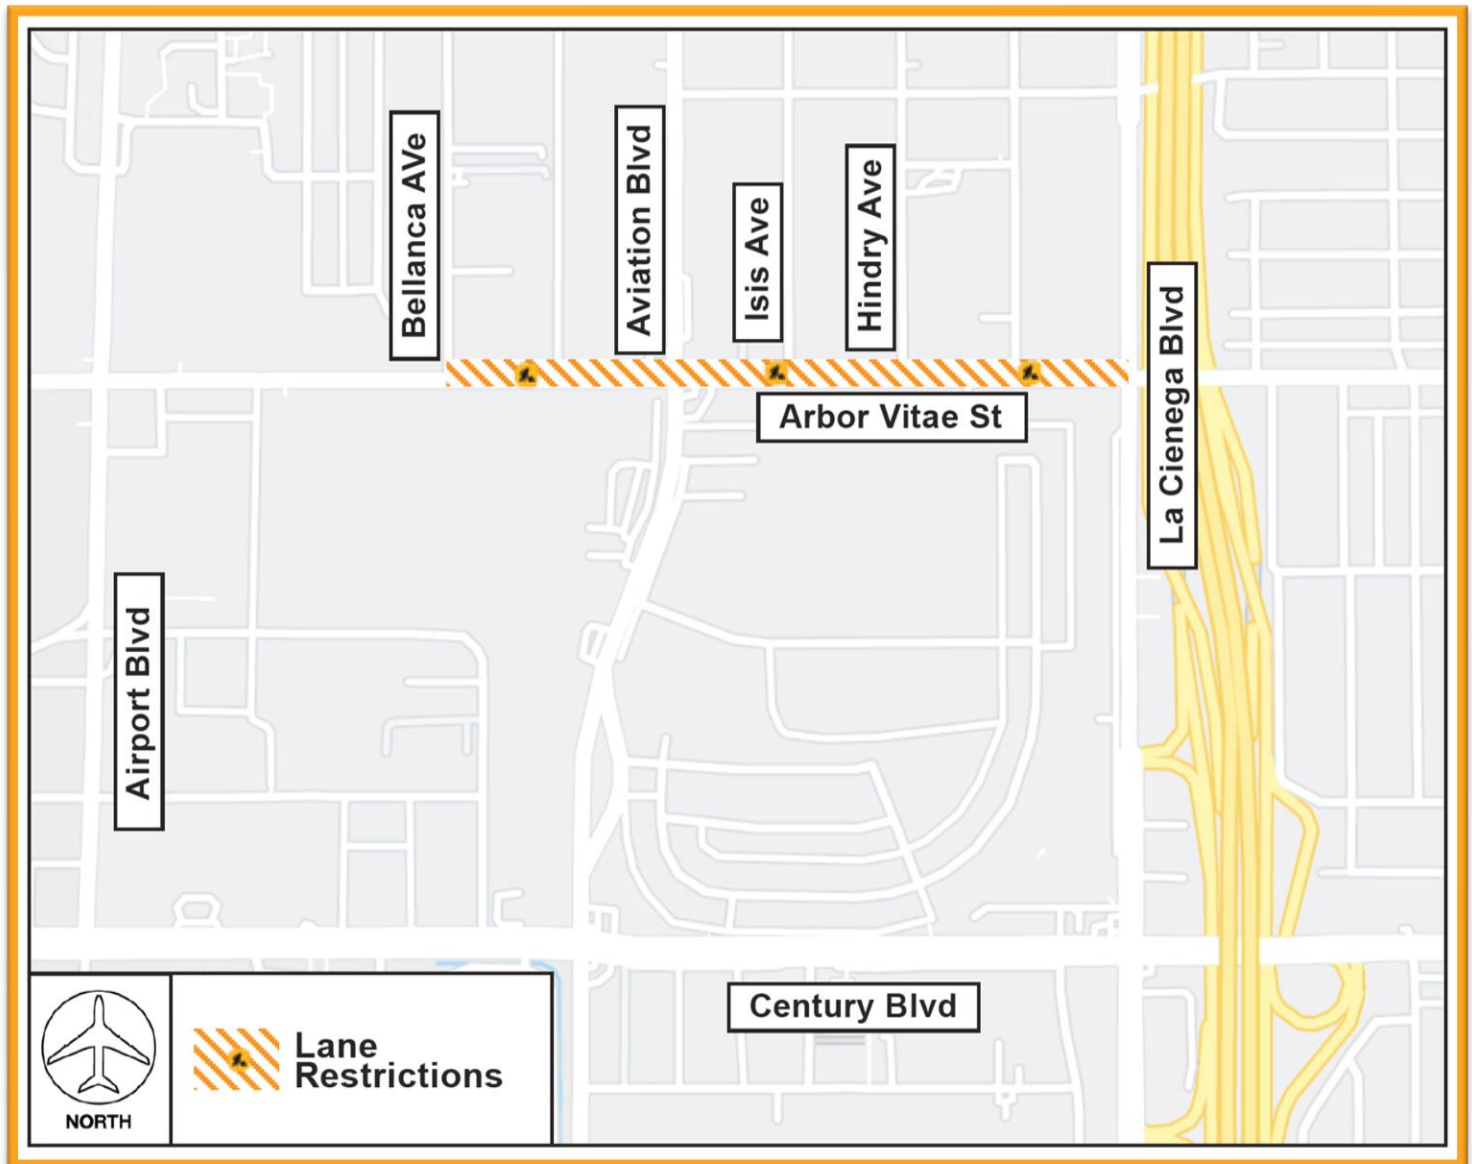 Bellanca AVe
Aviation Blvd
Isis Ave
Hindry Ave
La Cienega Blvd
Arbor Vitae St
Airport Blvd
Century Blvd
NORTH
Lane
Restrictions